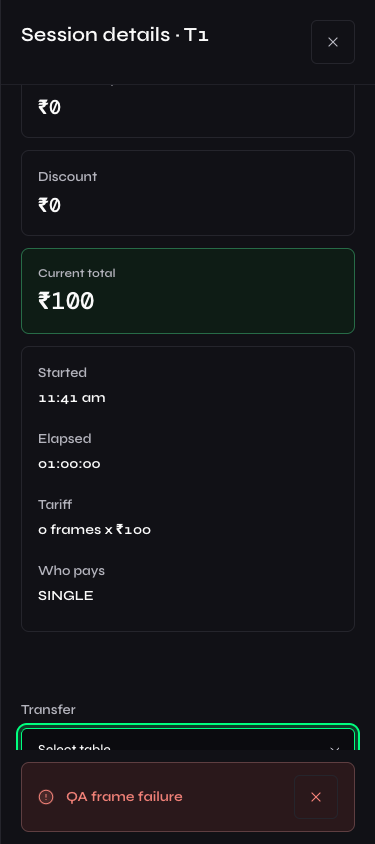 Session details · T1
₹0
Discount
₹0
Current total
₹100
Started
11:41 am
Elapsed
01:00:00
Tariff
0 frames x ₹100
Who pays
SINGLE
Transfer
Select table
QA frame failure